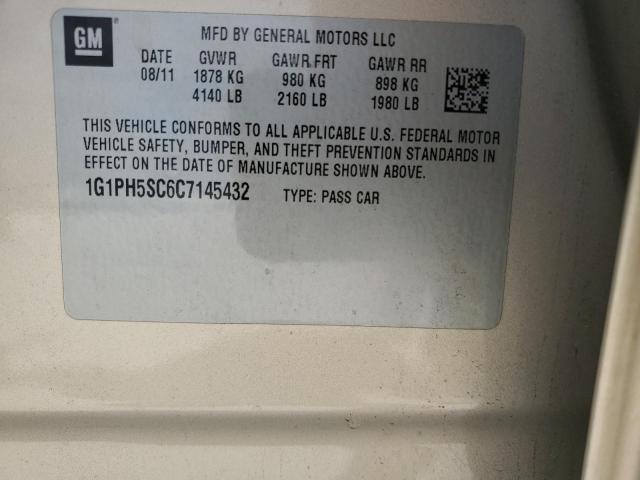 GM
MFD BY GENERAL MOTORS LLC
DATE GVWR GAWR FRT GAWR RR
08/11 1878 KG 980 KG 898 KG
4140 LB 2160 LB 1980 LB
THIS VEHICLE CONFORMS TO ALL APPLICABLE U.S. FEDERAL MOTOR
VEHICLE SAFETY, BUMPER, AND THEFT PREVENTION STANDARDS IN
EFFECT ON THE DATE OF MANUFACTURE SHOWN ABOVE.
1G1PH5SC6C7145432 TYPE: PASS CAR